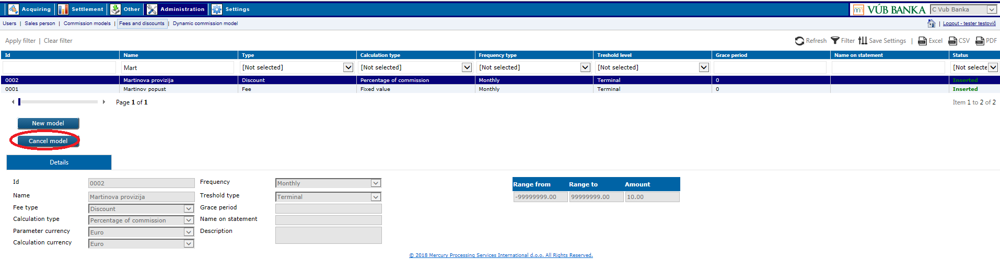 Acquiring Settlement Other Administration Settings VÚB BANKA C Vub Banka
Users | Sales person | Commission models | Fees and discounts | Dynamic commission model | Logout - tester testovič
Apply filter | Clear filter Refresh Filter Save Settings | Excel CSV PDF
Id Name Type Calculation type Frequency type Treshold level Grace period Name on statement Status
Mart [Not selected] [Not selected] [Not selected] [Not selected] [Not selecte
0002 Martinova provizija Discount Percentage of commission Monthly Terminal 0 Inserted
0001 Martinov popust Fee Fixed value Monthly Terminal 0 Inserted
Page 1 of 1 Item 1 to 2 of 2
New model
Cancel model
Details
Id 0002 Frequency Monthly Range from Range to Amount
Name Martinova provizija Treshold type Terminal -99999999.00 99999999.00 10.00
Fee type Discount Grace period
Calculation type Percentage of commission Name on statement
Parameter currency Euro Description
Calculation currency Euro
© 2018 Mercury Processing Services International d.o.o. All Rights Reserved.